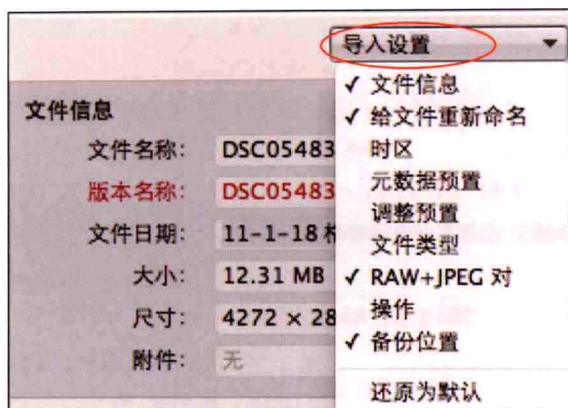 导入设置
✓ 文件信息
✓ 给文件重新命名
时区
元数据预置
调整预置
文件类型
✓ RAW+JPEG 对
操作
✓ 备份位置
还原为默认
文件信息
文件名称: DSC05483
版本名称: DSC05483
文件日期: 11-1-18
大小: 12.31 MB
尺寸: 4272 × 28
附件: 无